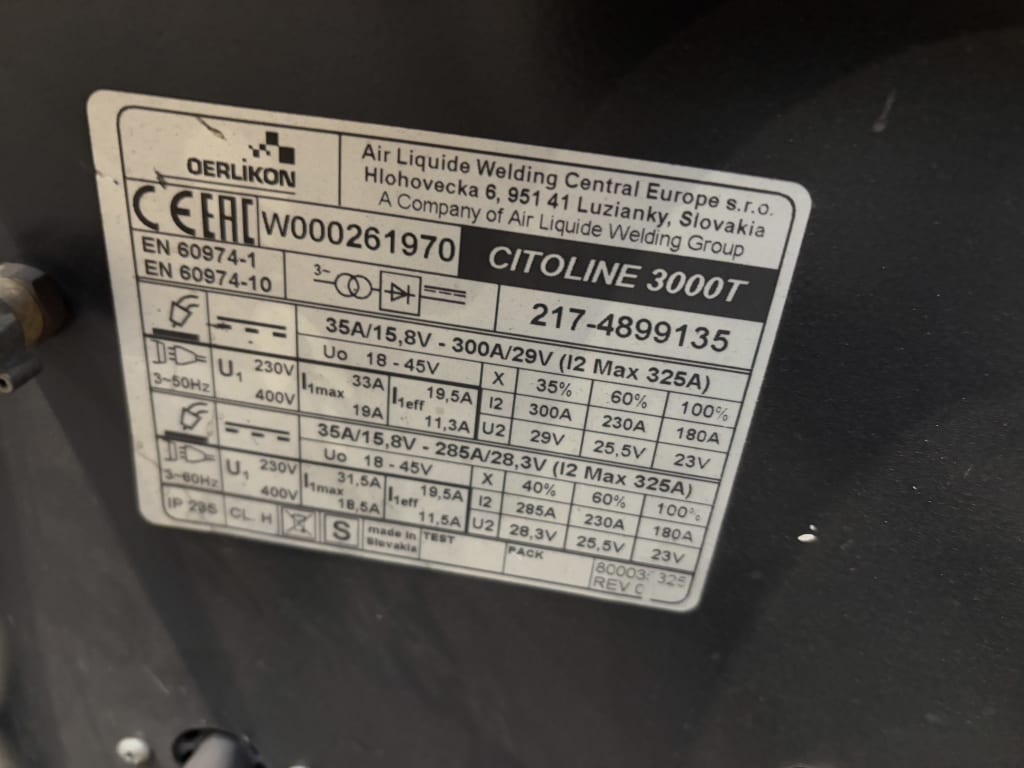 OERLIKON
Air Liquide Welding Central Europe s.r.o.
Hlohovecka 6, 951 41 Luzianky, Slovakia
A Company of Air Liquide Welding Group
CE EAC W000261970 CITOLINE 3000T
EN 60974-1
EN 60974-10
3~
217-4899135
35A/15,8V - 300A/29V (I2 Max 325A)
Uo 18 - 45V
X 35% 60% 100%
I2 300A 230A 180A
U2 29V 25,5V 23V
3~50Hz
U1 230V I1max 33A I1eff 19,5A
400V 19A 11,3A
35A/15,8V - 285A/28,3V (I2 Max 325A)
Uo 18 - 45V
X 40% 60% 100%
I2 285A 230A 180A
U2 28,3V 25,5V 23V
3~60Hz
U1 230V I1max 31,5A I1eff 19,5A
400V 18,5A 11,5A
IP 23S CL. H S made in
Slovakia
TEST
PACK
REV C